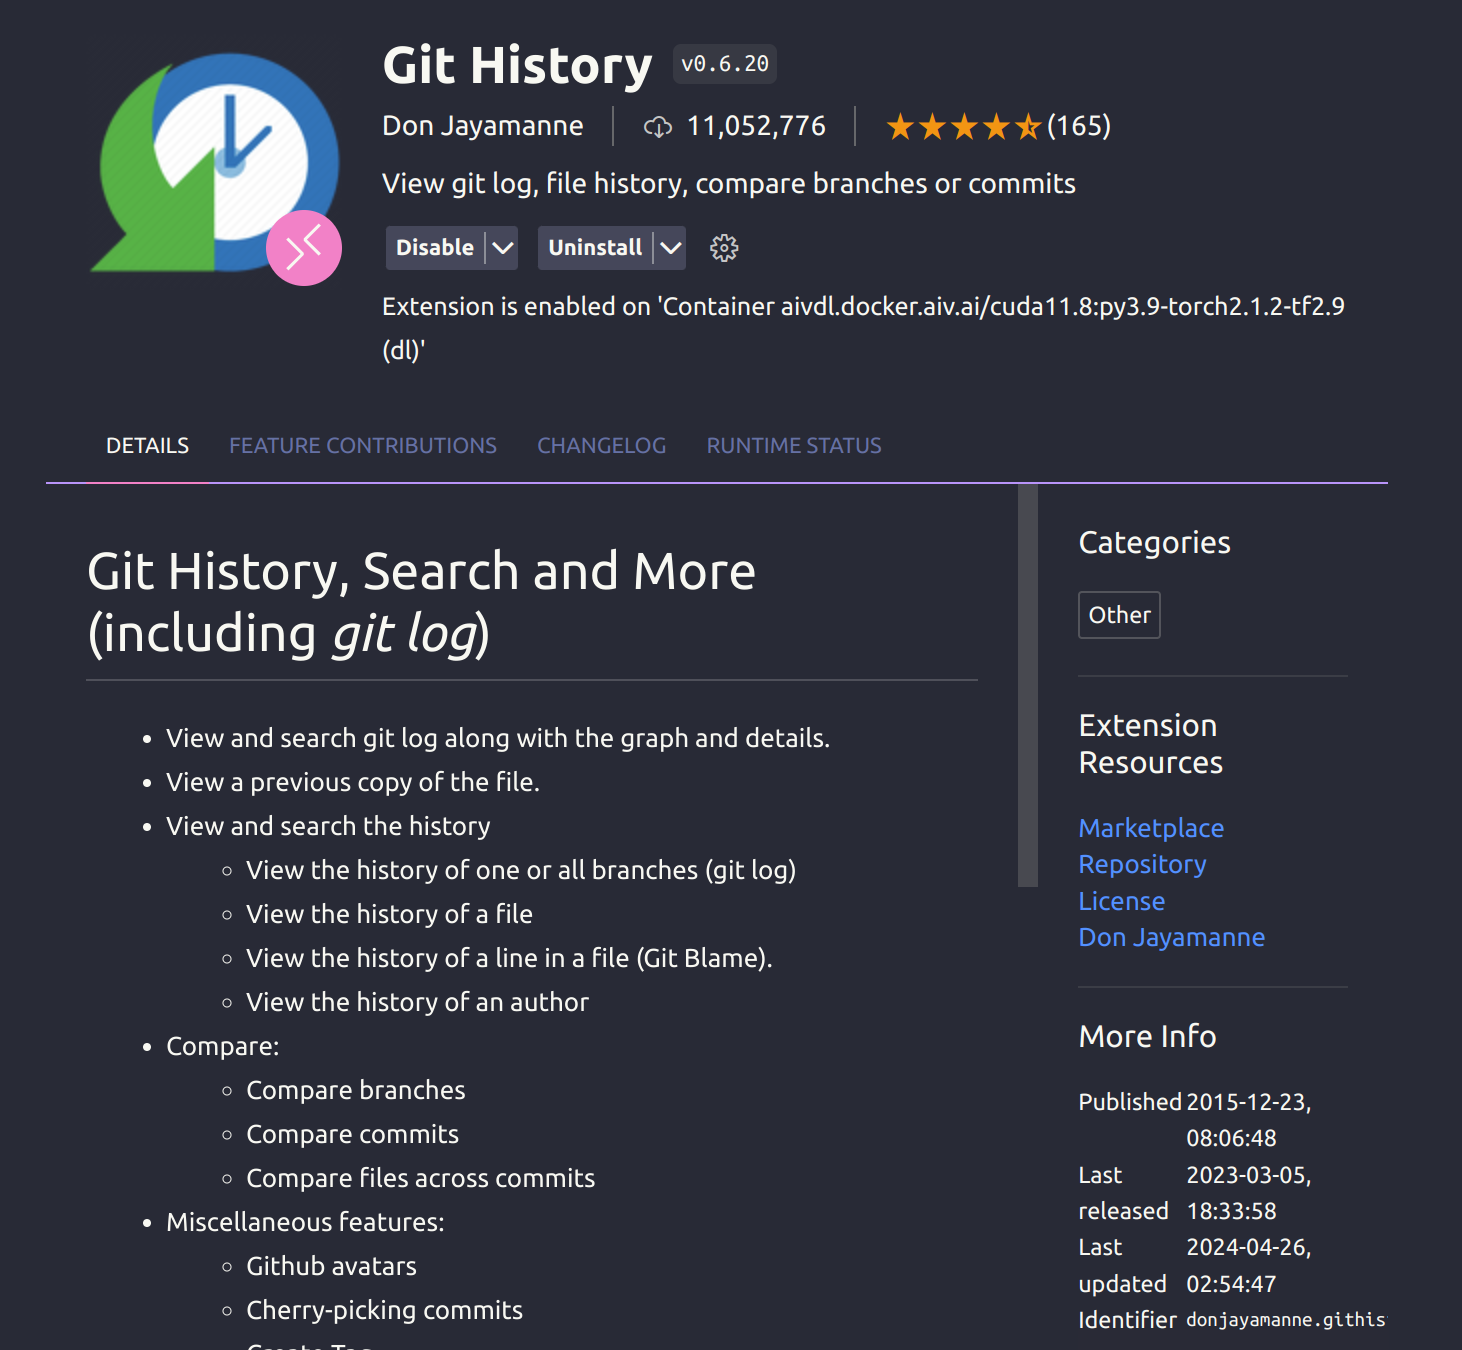 Git History v0.6.20
Don Jayamanne 11,052,776 ★★★★⯪(165)
View git log, file history, compare branches or commits
Disable Uninstall
Extension is enabled on 'Container aivdl.docker.aiv.ai/cuda11.8:py3.9-torch2.1.2-tf2.9
(dl)'
DETAILS FEATURE CONTRIBUTIONS CHANGELOG RUNTIME STATUS
Git History, Search and More
(including git log)
• View and search git log along with the graph and details.
• View a previous copy of the file.
• View and search the history
◦ View the history of one or all branches (git log)
◦ View the history of a file
◦ View the history of a line in a file (Git Blame).
◦ View the history of an author
• Compare:
◦ Compare branches
◦ Compare commits
◦ Compare files across commits
• Miscellaneous features:
◦ Github avatars
◦ Cherry-picking commits
Categories
Other
Extension
Resources
Marketplace
Repository
License
Don Jayamanne
More Info
Published 2015-12-23,
08:06:48
Last 2023-03-05,
released 18:33:58
Last 2024-04-26,
updated 02:54:47
Identifier donjayamanne.githis